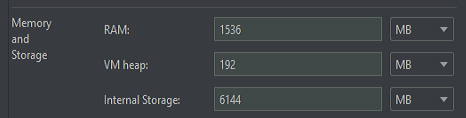 Memory
and
Storage
RAM: 1536 MB
VM heap: 192 MB
Internal Storage: 6144 MB